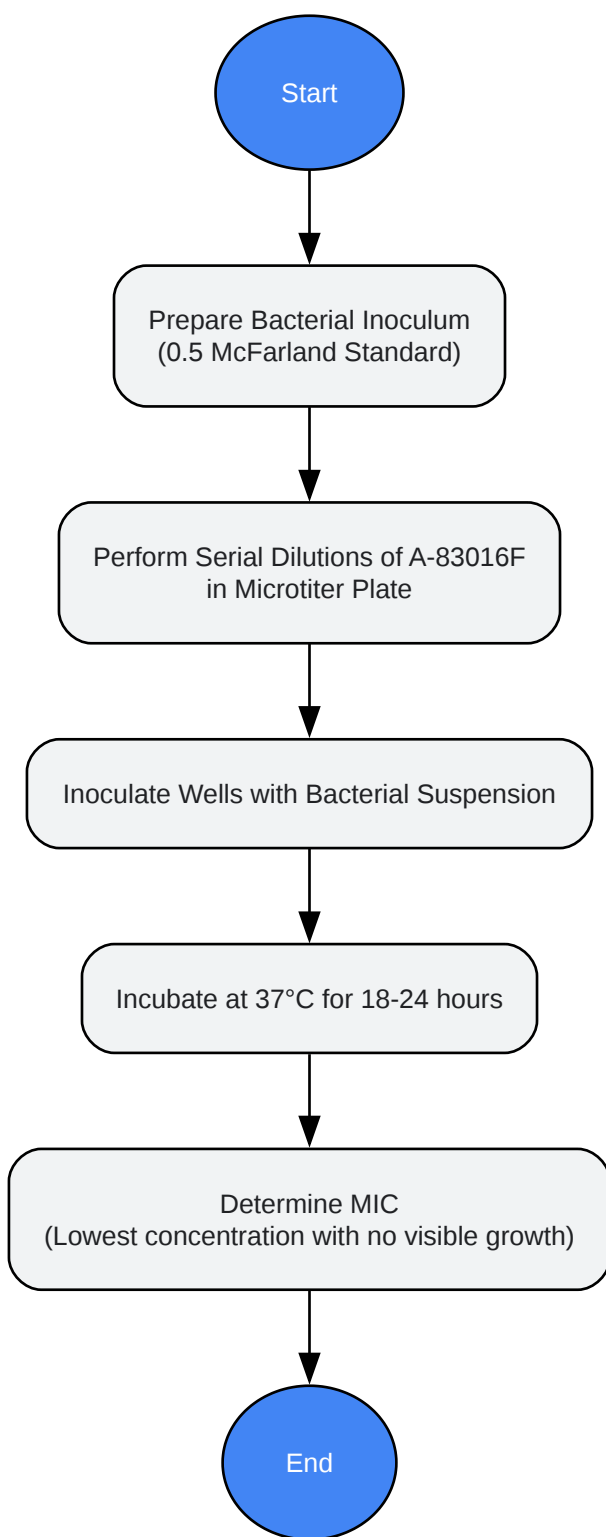 Start
Prepare Bacterial Inoculum
(0.5 McFarland Standard)
Perform Serial Dilutions of A-83016F
in Microtiter Plate
Inoculate Wells with Bacterial Suspension
Incubate at 37°C for 18-24 hours
Determine MIC
(Lowest concentration with no visible growth)
End